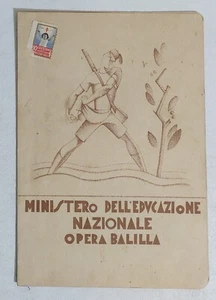 MINISTERO DELL'EDVCAZIONE
NAZIONALE
OPERA BALILLA